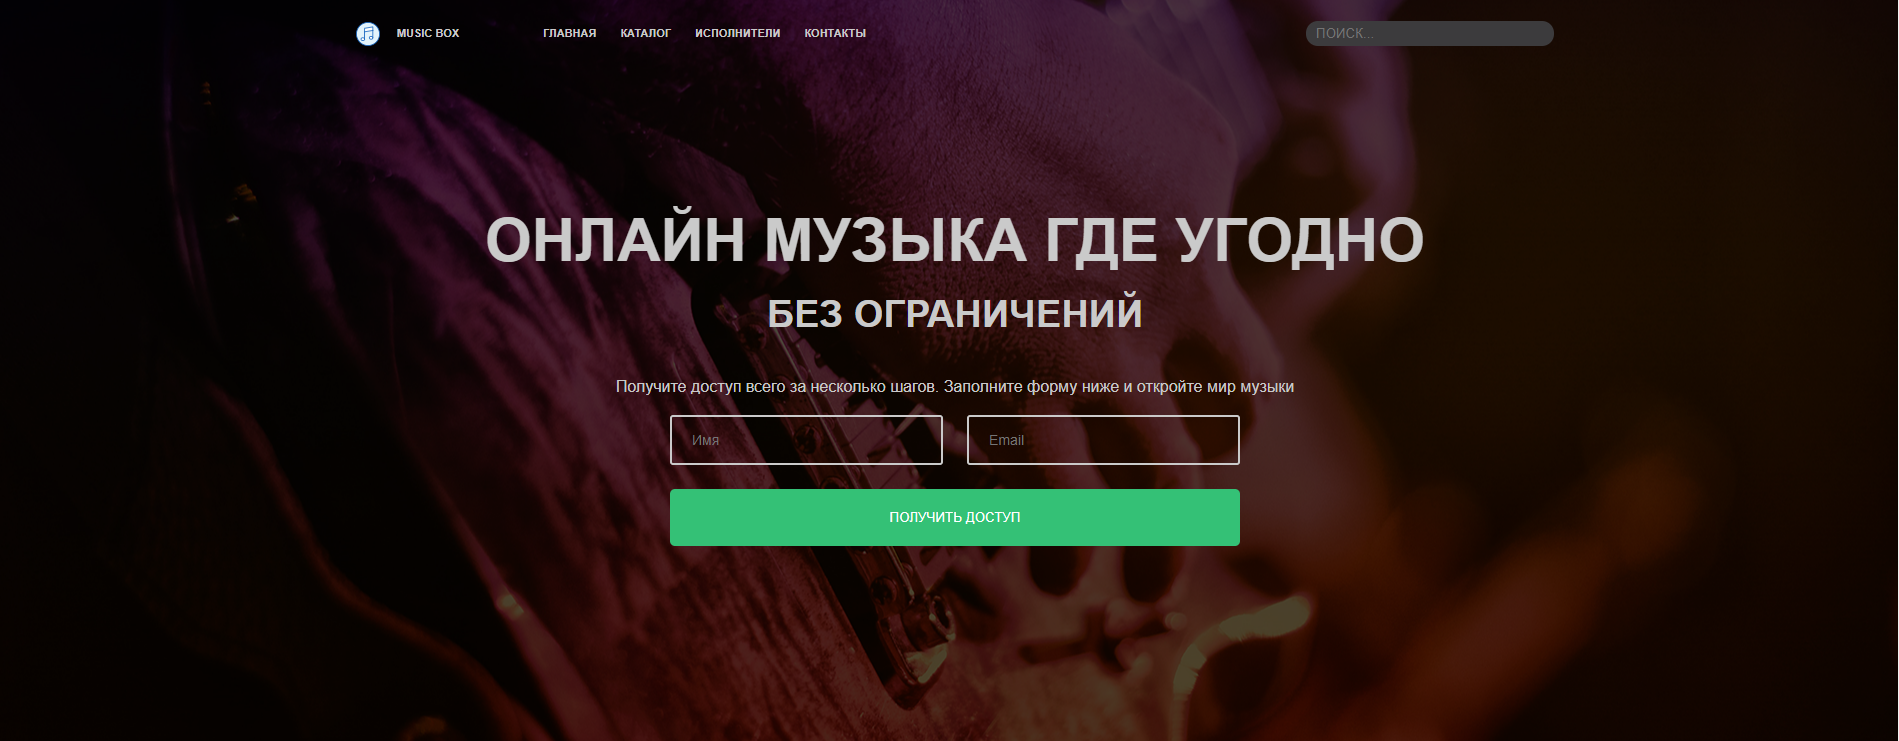 MUSIC BOX ГЛАВНАЯ КАТАЛОГ ИСПОЛНИТЕЛИ КОНТАКТЫ ПОИСК...
ОНЛАЙН МУЗЫКА ГДЕ УГОДНО
БЕЗ ОГРАНИЧЕНИЙ
Получите доступ всего за несколько шагов. Заполните форму ниже и откройте мир музыки
Имя Email
ПОЛУЧИТЬ ДОСТУП